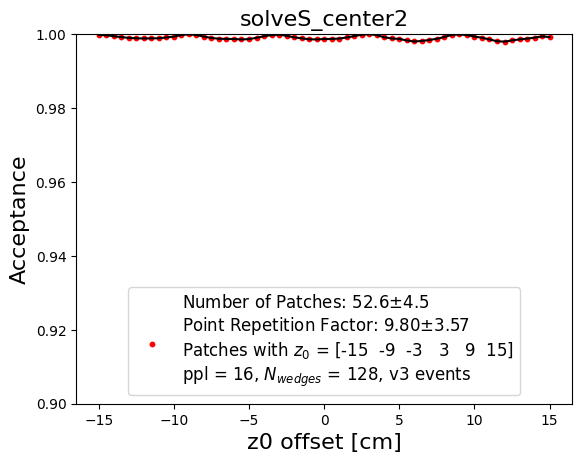 solveS_center2
1.00
0.98
0.96
0.94
0.92
0.90
Acceptance
Number of Patches: 52.6±4.5
Point Repetition Factor: 9.80±3.57
Patches with z₀ = [-15 -9 -3 3 9 15]
ppl = 16, N_wedges = 128, v3 events
−15 −10 −5 0 5 10 15
z0 offset [cm]